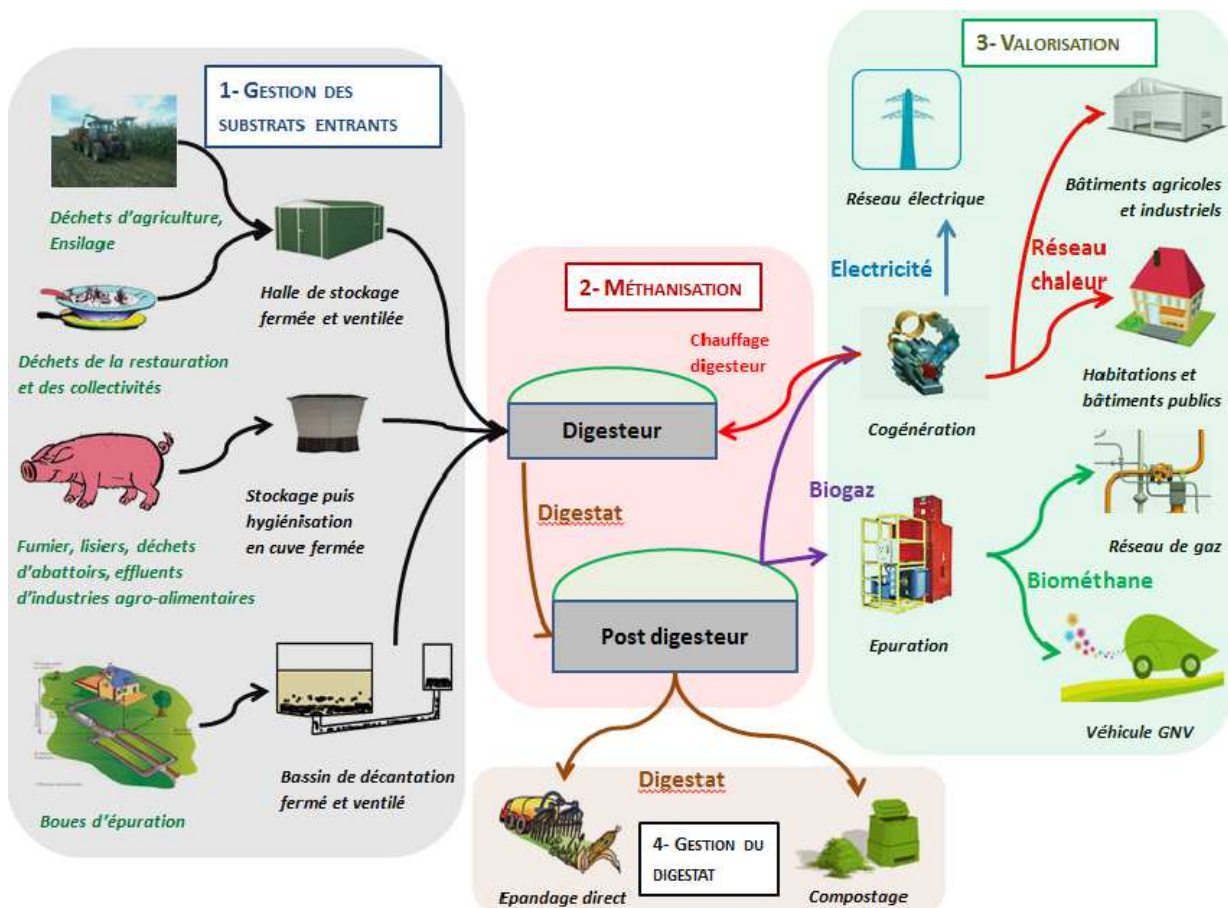 1- GESTION DES
SUBSTRATS ENTRANTS
Déchets d'agriculture,
Ensilage
Halle de stockage
fermée et ventilée
Déchets de la restauration
et des collectivités
Stockage puis
hygiénisation
en cuve fermée
Fumier, lisiers, déchets
d'abattoirs, effluents
d'industries agro-alimentaires
Bassin de décantation
fermé et ventilé
Boues d'épuration
2- MÉTHANISATION
Chauffage
digesteur
Digesteur
Digestat
Post digesteur
3- VALORISATION
Réseau électrique
Bâtiments agricoles
et industriels
Electricité
Réseau
chaleur
Cogénération
Habitations et
bâtiments publics
Biogaz
Epuration
Réseau de gaz
Biométhane
Véhicule GNV
Digestat
4- GESTION DU
DIGESTAT
Epandage direct
Compostage